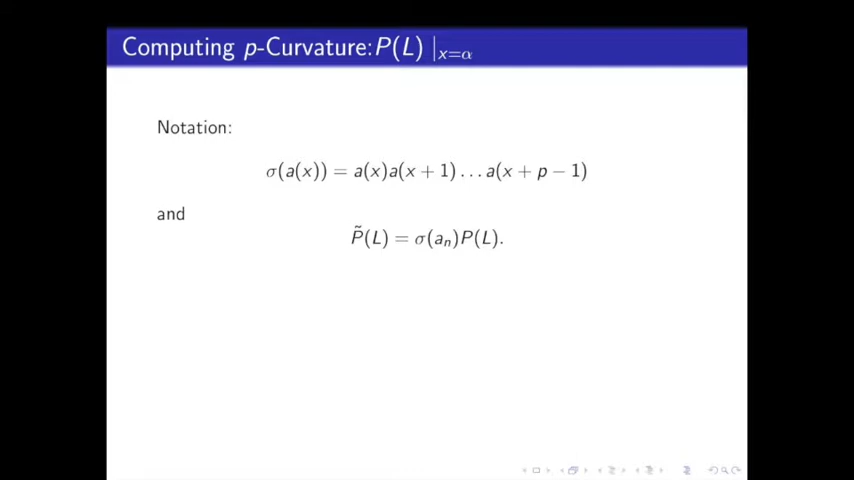 Computing p-Curvature:P(L) |ₓ₌α
Notation:
σ(a(x)) = a(x)a(x + 1) . . . a(x + p − 1)
and
P̃(L) = σ(aₙ)P(L).